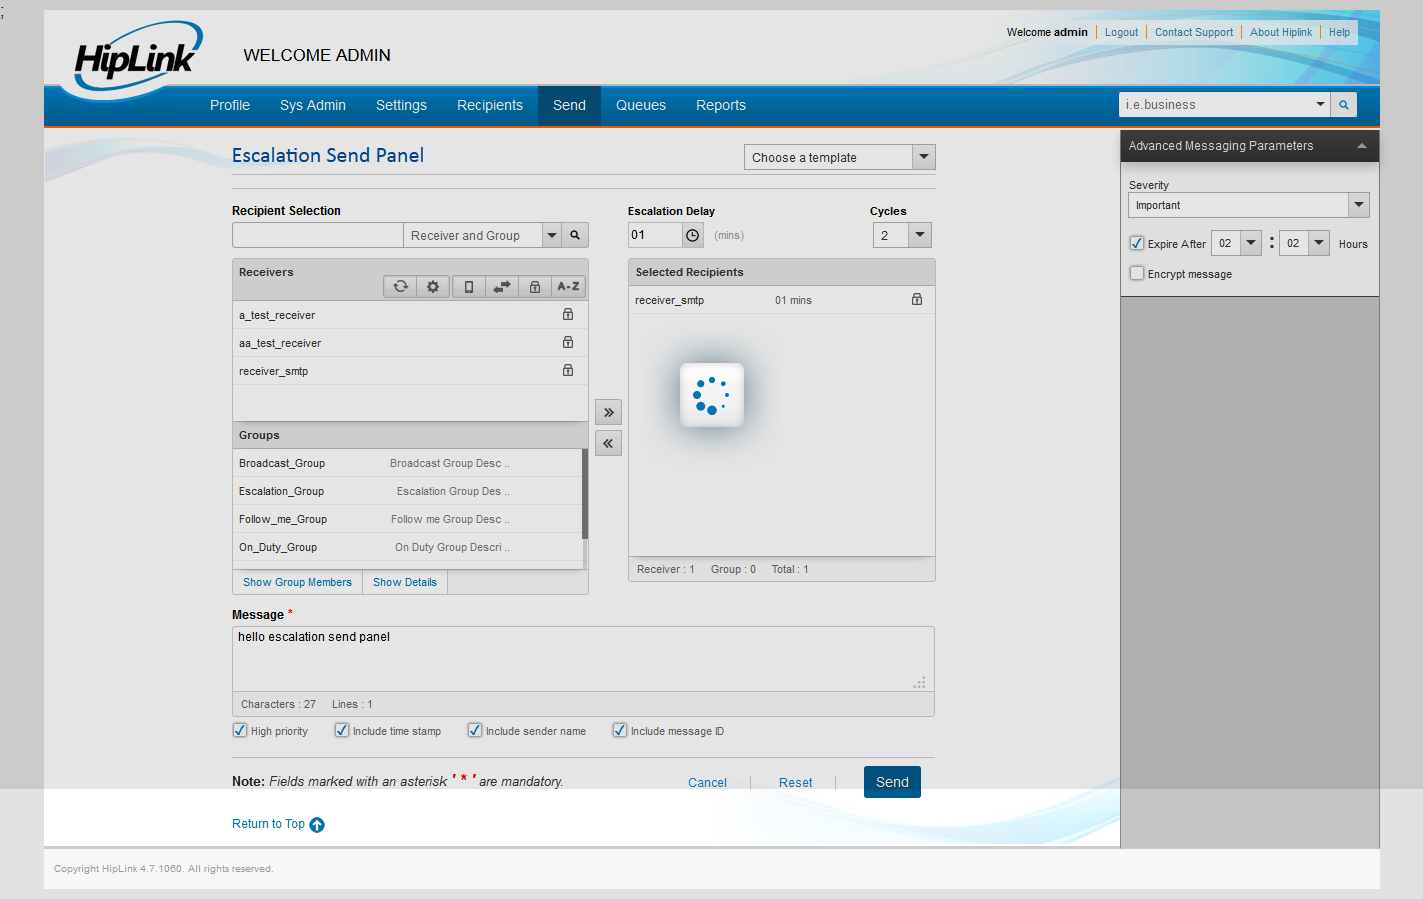 ;
HipLink
WELCOME ADMIN
Welcome admin Logout Contact Support About Hiplink Help
Profile Sys Admin Settings Recipients Send Queues Reports
i.e.business
Escalation Send Panel
Choose a template
Advanced Messaging Parameters
Severity
Important
Expire After 02 : 02 Hours
Encrypt message
Recipient Selection
Receiver and Group
Escalation Delay
01 (mins)
Cycles
2
Receivers
A-Z
a_test_receiver
aa_test_receiver
receiver_smtp
Groups
Broadcast_Group Broadcast Group Desc ..
Escalation_Group Escalation Group Des ..
Follow_me_Group Follow me Group Desc ..
On_Duty_Group On Duty Group Descri ..
Show Group Members Show Details
Selected Recipients
receiver_smtp 01 mins
Receiver : 1 Group : 0 Total : 1
Message *
hello escalation send panel
Characters : 27 Lines : 1
High priority Include time stamp Include sender name Include message ID
Note: Fields marked with an asterisk ' * ' are mandatory.
Cancel Reset Send
Return to Top
Copyright HipLink 4.7.1060. All rights reserved.